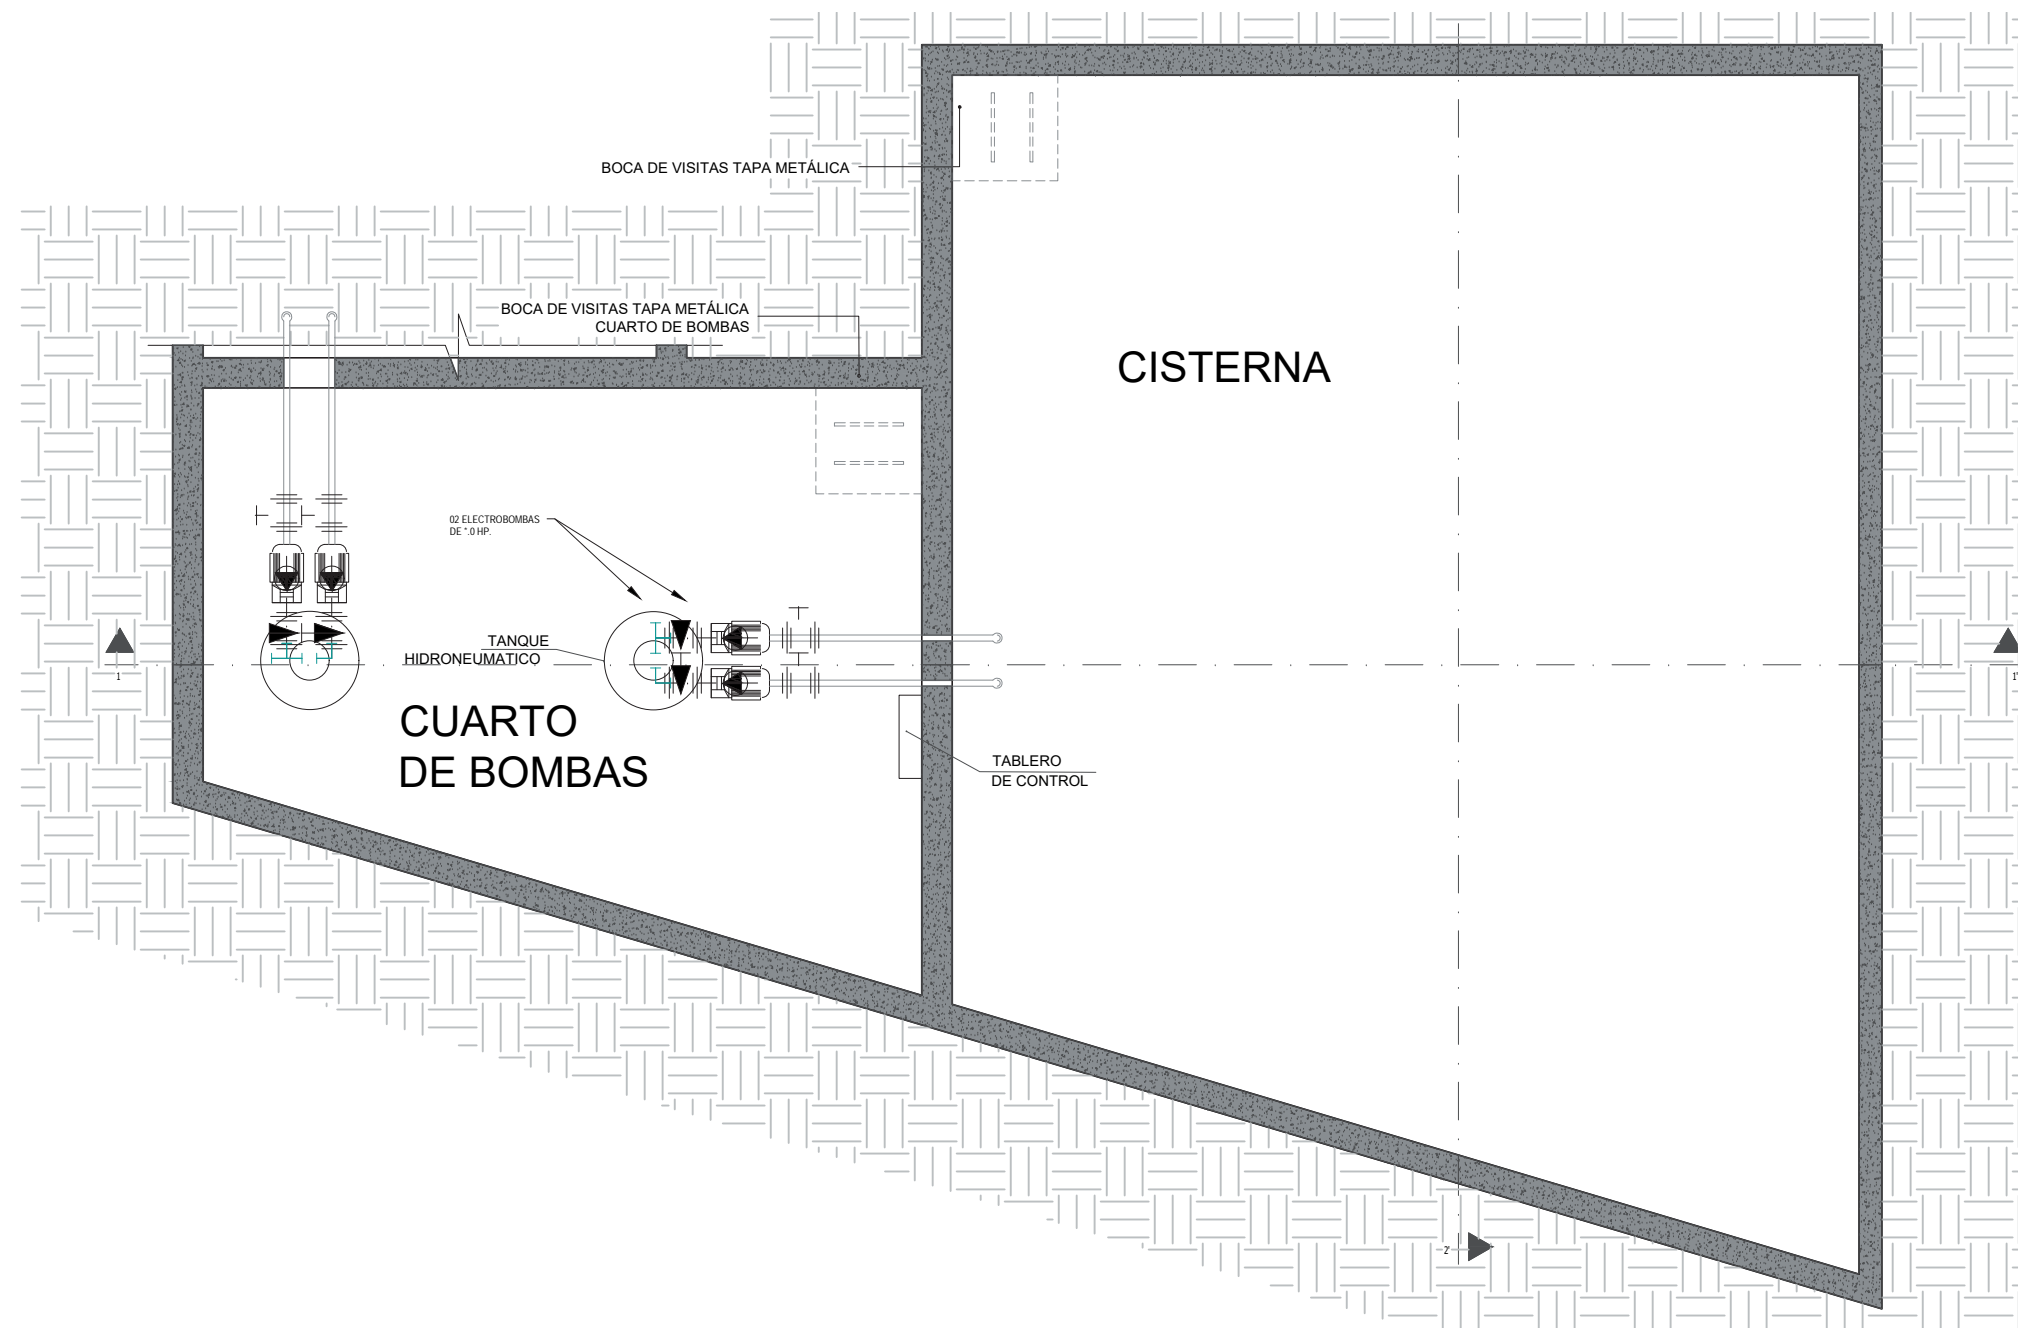 BOCA DE VISITAS TAPA METÁLICA
BOCA DE VISITAS TAPA METÁLICA
CUARTO DE BOMBAS
CISTERNA
02 ELECTROBOMBAS
DE *.0 HP.
TANQUE
HIDRONEUMATICO
1
1'
CUARTO
DE BOMBAS
TABLERO
DE CONTROL
2'